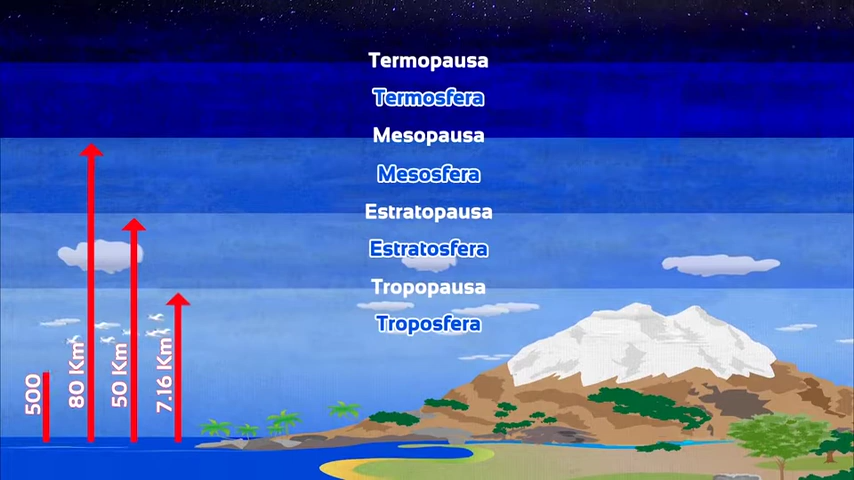 Termopausa
Termosfera
Mesopausa
Mesosfera
Estratopausa
Estratosfera
Tropopausa
Troposfera
500
80 Km
50 Km
7.16 Km